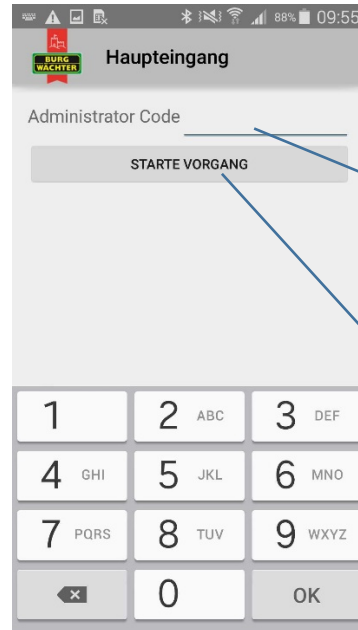 88% 09:55
BURG
WÄCHTER
Haupteingang
Administrator Code
STARTE VORGANG
1 2 ABC 3 DEF
4 GHI 5 JKL 6 MNO
7 PQRS 8 TUV 9 WXYZ
0 OK